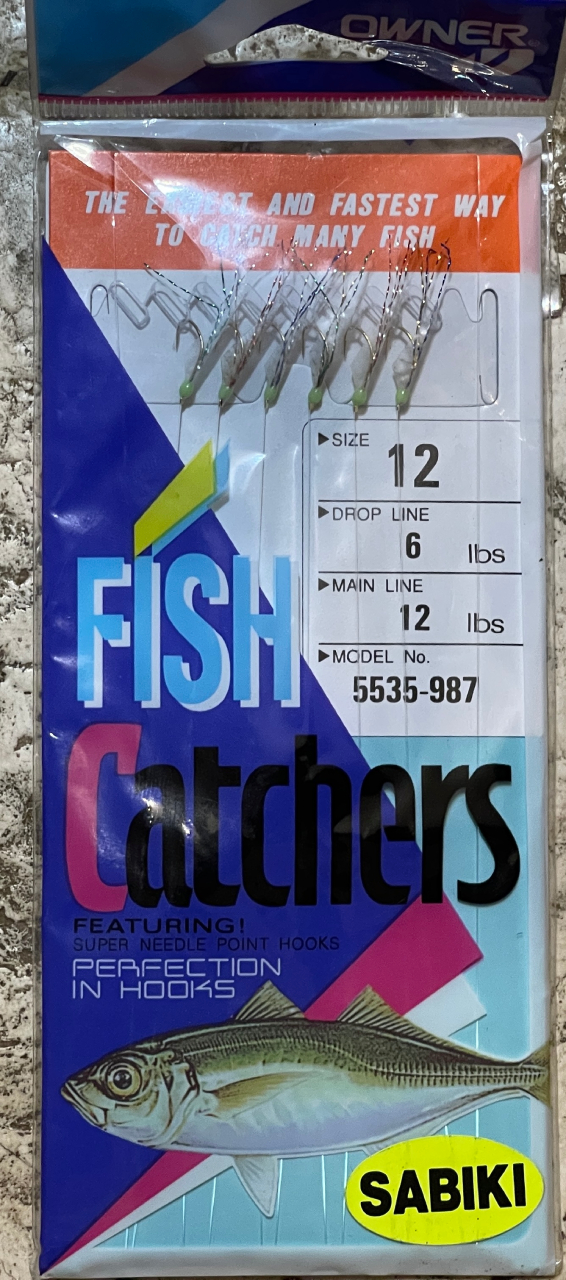 OWNER®
THE EASIEST AND FASTEST WAY
TO CATCH MANY FISH
▶SIZE
12
▶DROP LINE
6 lbs
▶MAIN LINE
12 lbs
▶MODEL No.
5535-987
FISH
Catchers
FEATURING!
SUPER NEEDLE POINT HOOKS
PERFECTION
IN HOOKS
SABIKI